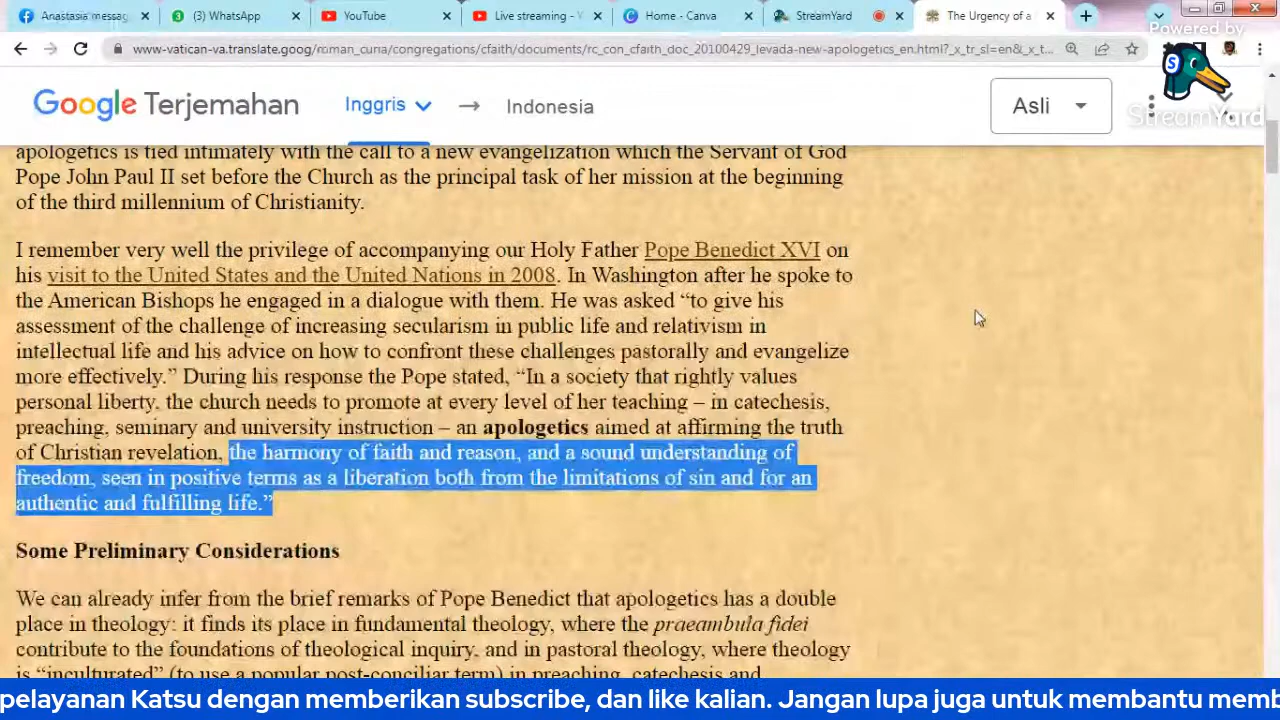 Anastasia messag
(3) WhatsApp
YouTube
Live streaming - Y
Home - Canva
StreamYard
The Urgency of a
Powered by
www-vatican-va.translate.goog/roman_curia/congregations/cfaith/documents/rc_con_cfaith_doc_20100429_levada-new-apologetics_en.html?_x_tr_sl=en&_x_t...
StreamYard
Google Terjemahan
Inggris
Indonesia
Asli
apologetics is tied intimately with the call to a new evangelization which the Servant of God
Pope John Paul II set before the Church as the principal task of her mission at the beginning
of the third millennium of Christianity.
I remember very well the privilege of accompanying our Holy Father Pope Benedict XVI on
his visit to the United States and the United Nations in 2008. In Washington after he spoke to
the American Bishops he engaged in a dialogue with them. He was asked “to give his
assessment of the challenge of increasing secularism in public life and relativism in
intellectual life and his advice on how to confront these challenges pastorally and evangelize
more effectively.” During his response the Pope stated, “In a society that rightly values
personal liberty, the church needs to promote at every level of her teaching – in catechesis,
preaching, seminary and university instruction – an apologetics aimed at affirming the truth
of Christian revelation, the harmony of faith and reason, and a sound understanding of
freedom, seen in positive terms as a liberation both from the limitations of sin and for an
authentic and fulfilling life.”
Some Preliminary Considerations
We can already infer from the brief remarks of Pope Benedict that apologetics has a double
place in theology: it finds its place in fundamental theology, where the praeambula fidei
contribute to the foundations of theological inquiry, and in pastoral theology, where theology
is “inculturated” (to use a popular post-conciliar term) in preaching, catechesis and
pelayanan Katsu dengan memberikan subscribe, dan like kalian. Jangan lupa juga untuk membantu memb